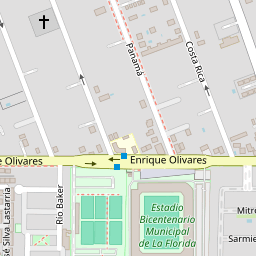 Panamá
Costa Rica
e Olivares
Enrique Olivares
Río Baker
sé Silva Lastarria
Estadio
Bicentenario
Municipal
de La Florida
Mitre
Sarmie